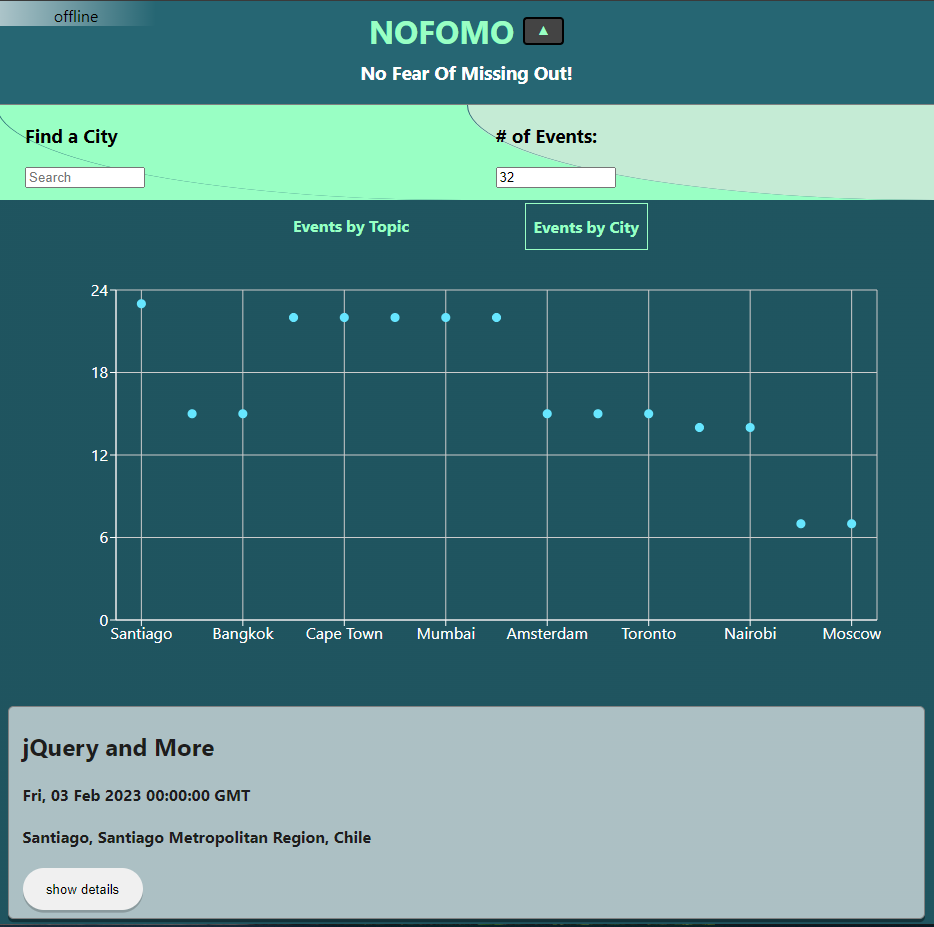 offline
NOFOMO ▲
No Fear Of Missing Out!
Find a City
Search
# of Events:
32
Events by Topic
Events by City
24
18
12
6
0
Santiago Bangkok Cape Town Mumbai Amsterdam Toronto Nairobi Moscow
jQuery and More
Fri, 03 Feb 2023 00:00:00 GMT
Santiago, Santiago Metropolitan Region, Chile
show details